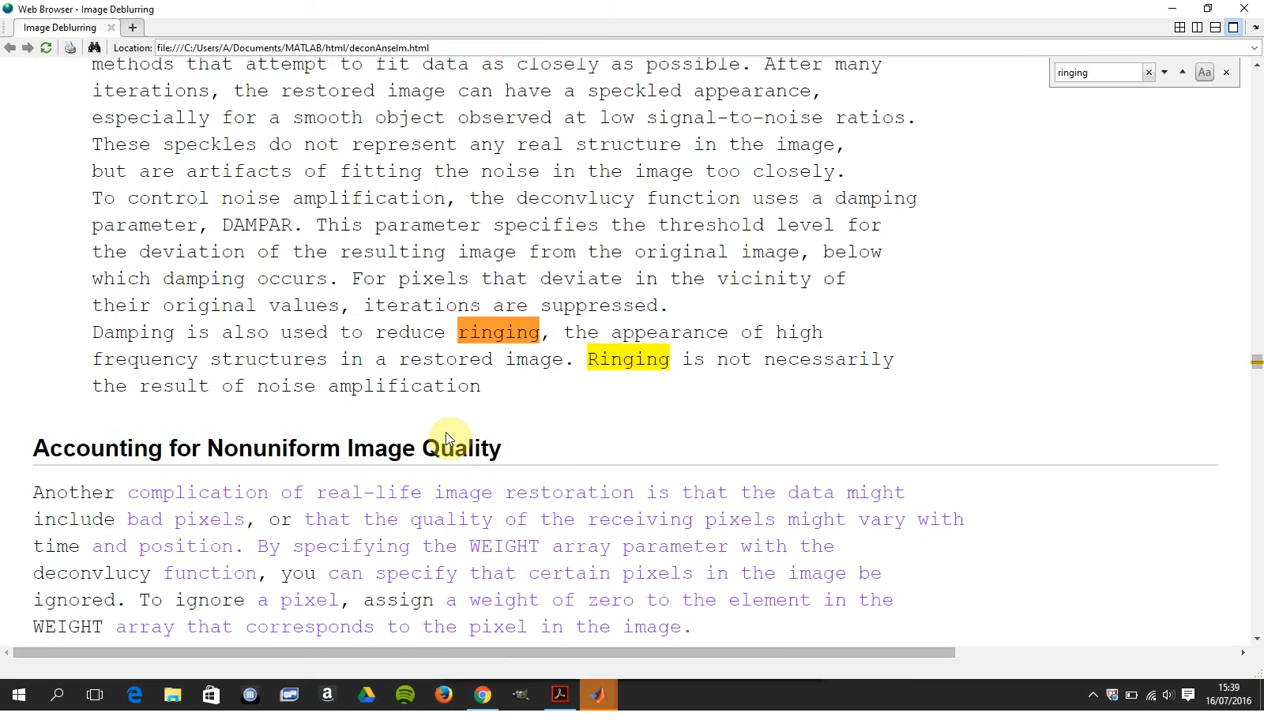 Web Browser - Image Deblurring
Image Deblurring
Location: file:///C:/Users/A/Documents/MATLAB/html/deconAnselm.html
ringing
Aa
methods that attempt to fit data as closely as possible. After many
iterations, the restored image can have a speckled appearance,
especially for a smooth object observed at low signal-to-noise ratios.
These speckles do not represent any real structure in the image,
but are artifacts of fitting the noise in the image too closely.
To control noise amplification, the deconvlucy function uses a damping
parameter, DAMPAR. This parameter specifies the threshold level for
the deviation of the resulting image from the original image, below
which damping occurs. For pixels that deviate in the vicinity of
their original values, iterations are suppressed.
Damping is also used to reduce ringing, the appearance of high
frequency structures in a restored image. Ringing is not necessarily
the result of noise amplification
Accounting for Nonuniform Image Quality
Another complication of real-life image restoration is that the data might
include bad pixels, or that the quality of the receiving pixels might vary with
time and position. By specifying the WEIGHT array parameter with the
deconvlucy function, you can specify that certain pixels in the image be
ignored. To ignore a pixel, assign a weight of zero to the element in the
WEIGHT array that corresponds to the pixel in the image.
15:39
16/07/2016